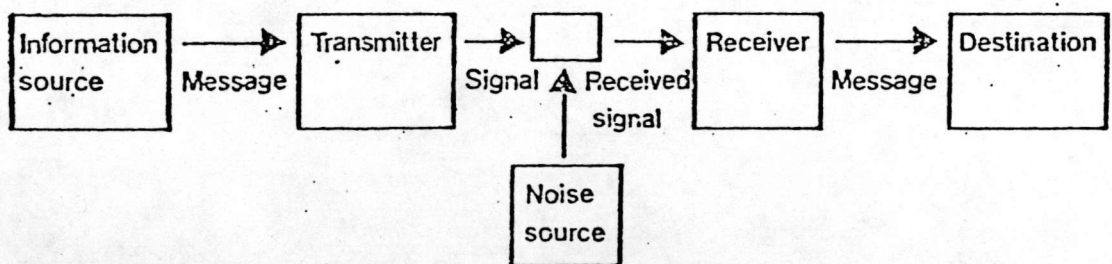 Information
source
Message
Transmitter
Signal
Received
signal
Receiver
Message
Destination
Noise
source